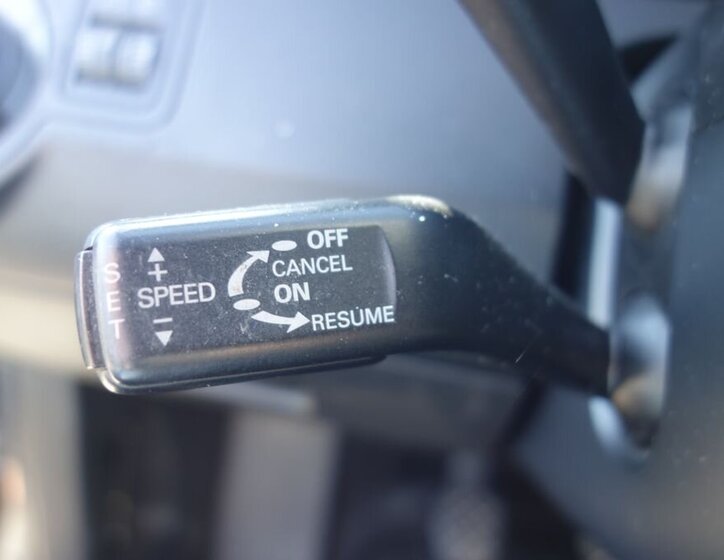 SET
+
SPEED
−
OFF
CANCEL
ON
RESUME